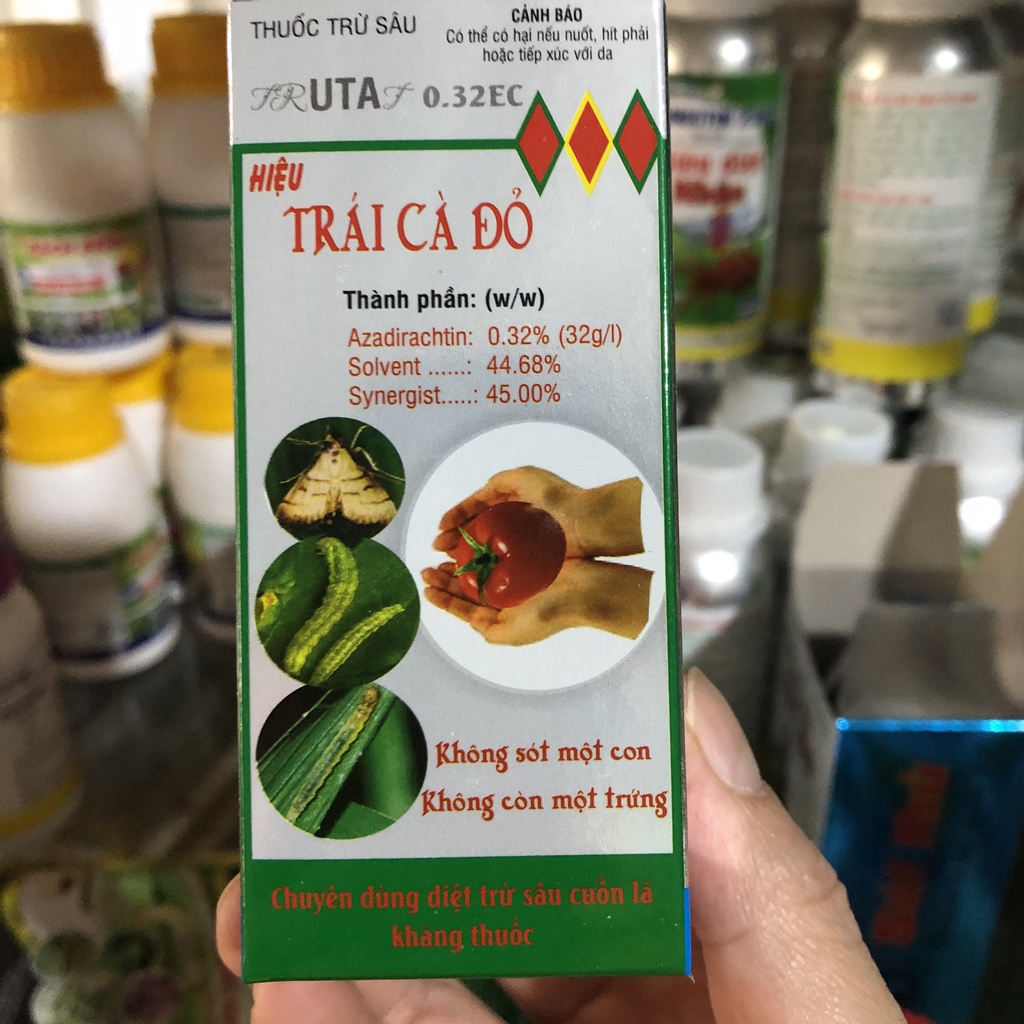 THUỐC TRỪ SÂU
CẢNH BÁO
Có thể có hại nếu nuốt, hít phải
hoặc tiếp xúc với da
FRUTAT 0.32EC
HIỆU
TRÁI CÀ ĐỎ
Thành phần: (w/w)
Azadirachtin: 0.32% (32g/l)
Solvent ......: 44.68%
Synergist.....: 45.00%
Không sót một con
Không còn một trứng
Chuyên dùng diệt trừ sâu cuốn lá
kháng thuốc